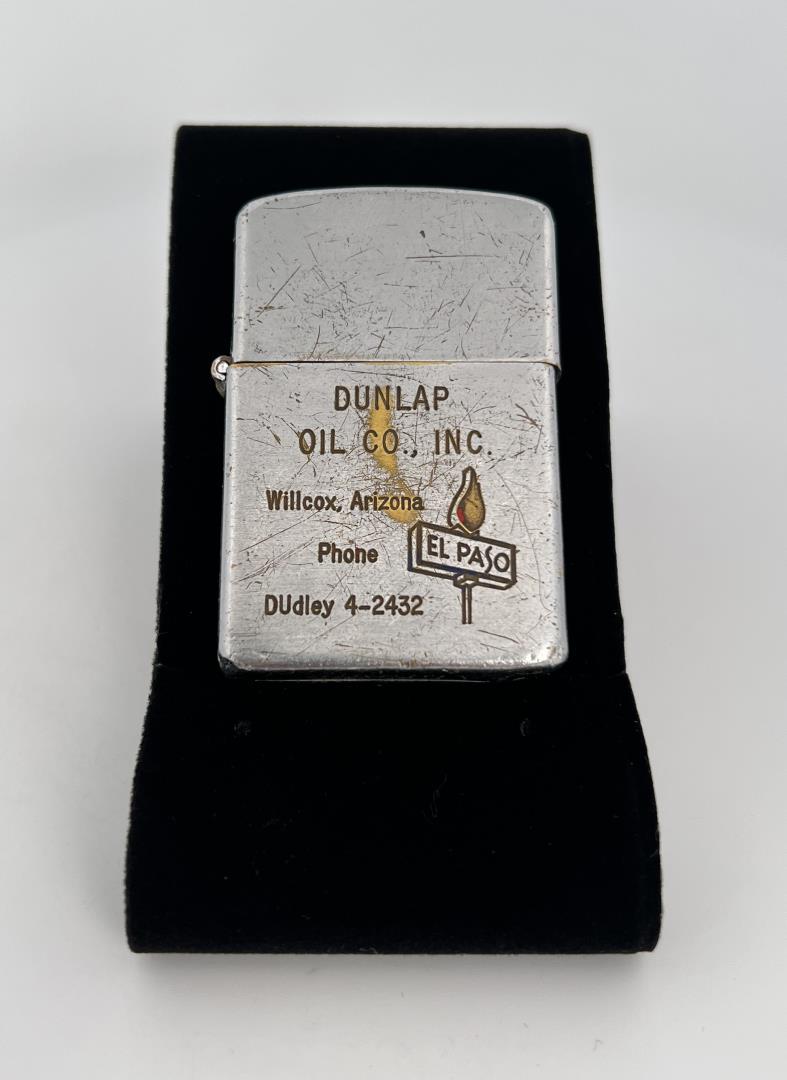 DUNLAP
OIL CO., INC.
Willcox, Arizona
EL PASO
Phone
DUdley 4-2432